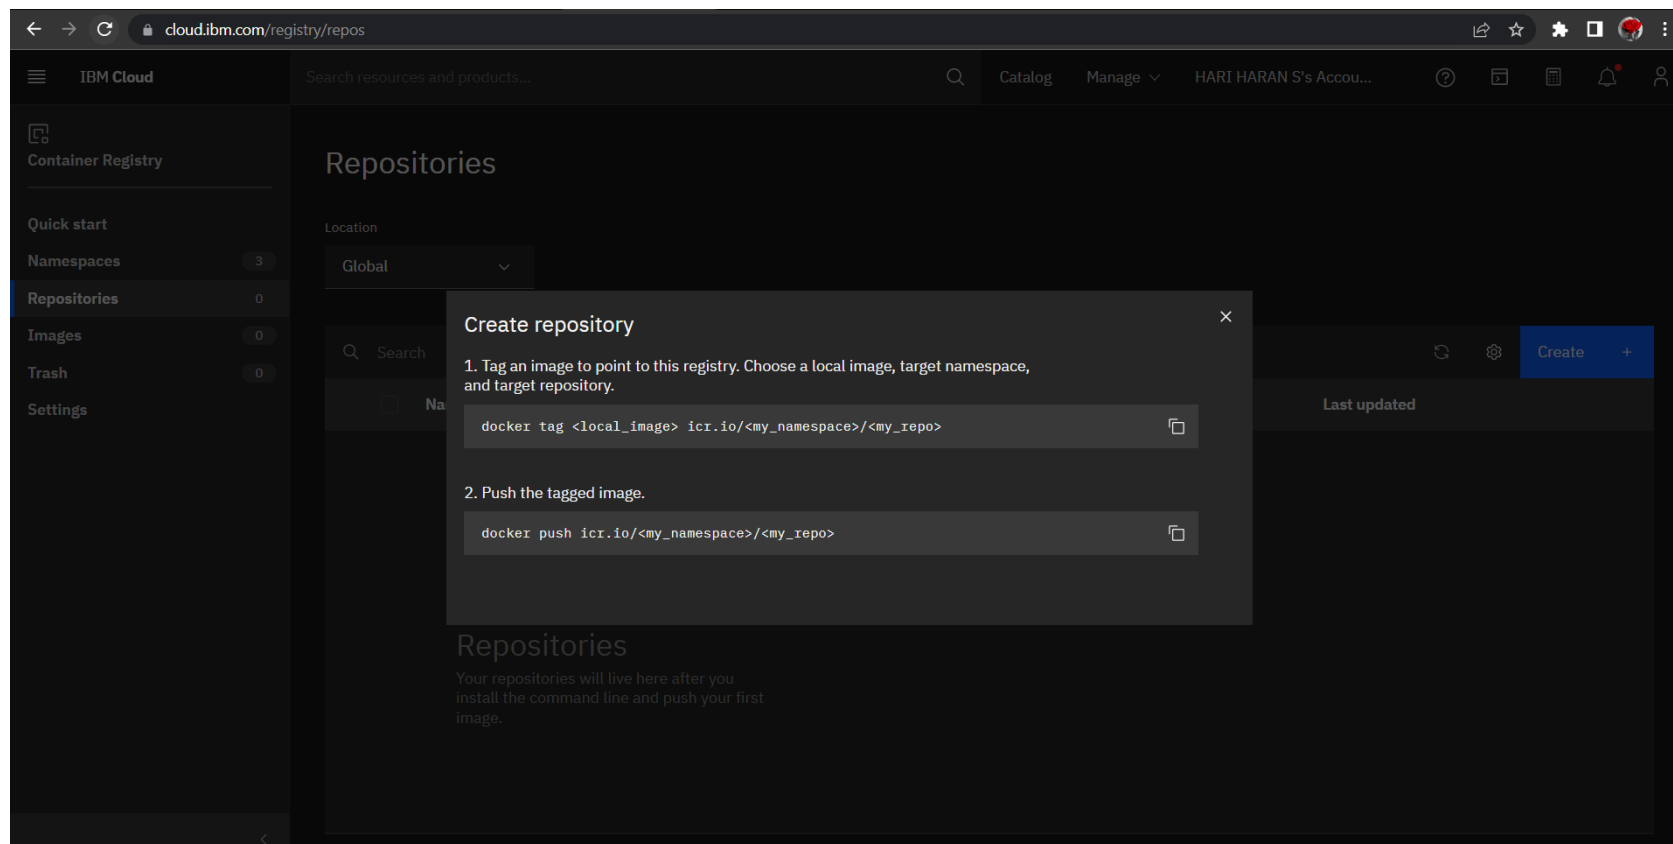 cloud.ibm.com/registry/repos
IBM Cloud
Search resources and products...
Catalog
Manage
HARI HARAN S's Accou...
Container Registry
Quick start
Namespaces 3
Repositories 0
Images 0
Trash 0
Settings
Repositories
Location
Global
Search
Create +
Na
Last updated
Create repository
1. Tag an image to point to this registry. Choose a local image, target namespace,
and target repository.
docker tag <local_image> icr.io/<my_namespace>/<my_repo>
2. Push the tagged image.
docker push icr.io/<my_namespace>/<my_repo>
Repositories
Your repositories will live here after you
install the command line and push your first
image.